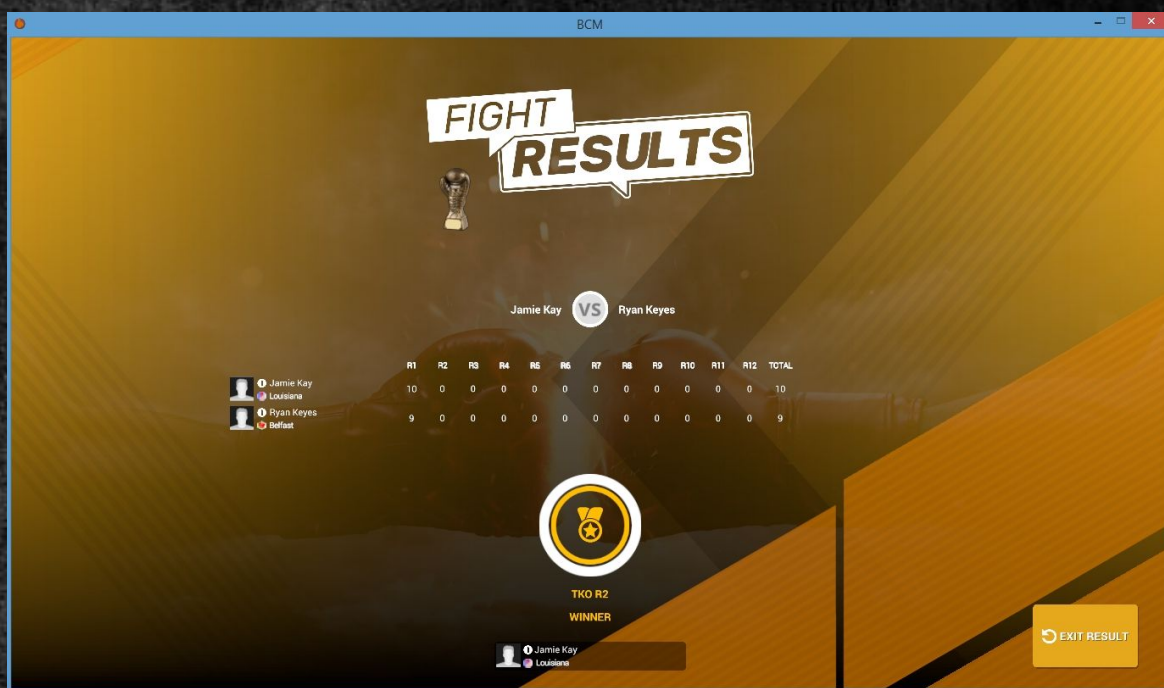 BCM
FIGHT
RESULTS
Jamie Kay VS Ryan Keyes
R1 R2 R3 R4 R5 R6 R7 R8 R9 R10 R11 R12 TOTAL
Jamie Kay
Louisiana
10 0 0 0 0 0 0 0 0 0 0 0 10
Ryan Keyes
Belfast
9 0 0 0 0 0 0 0 0 0 0 0 9
TKO R2
WINNER
Jamie Kay
Louisiana
EXIT RESULT